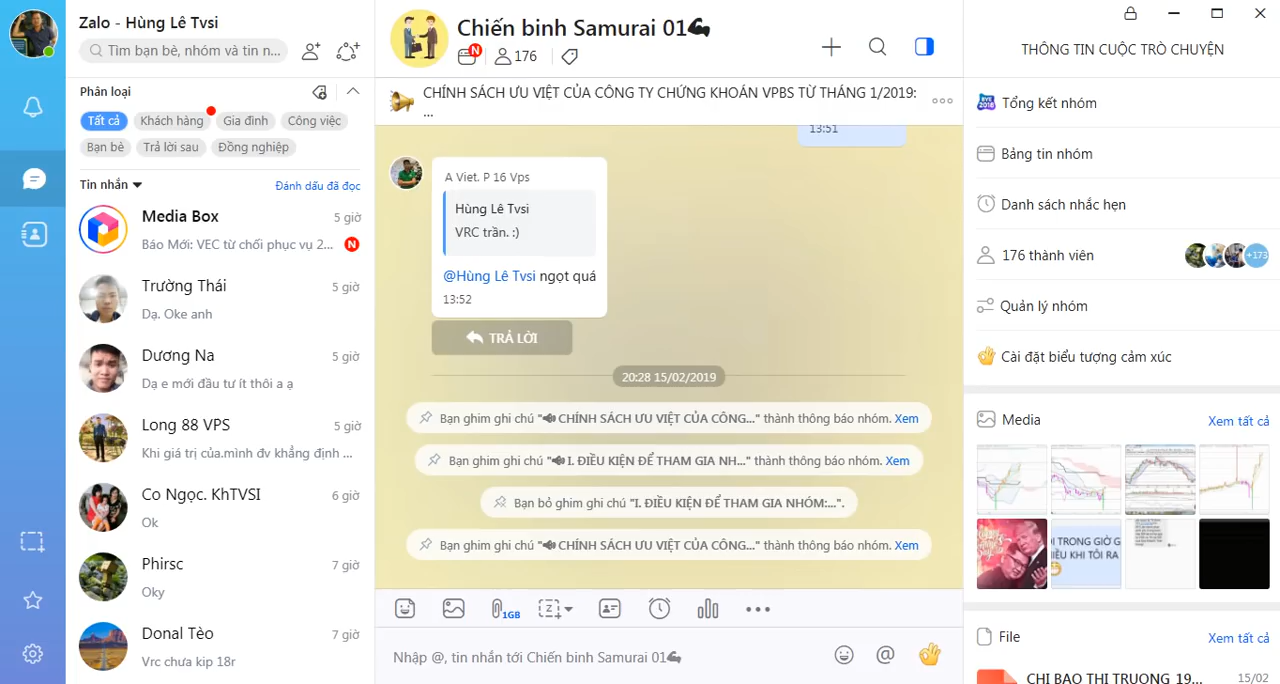 Zalo - Hùng Lê Tvsi
Tìm bạn bè, nhóm và tin n...
Phân loại
Tất cả
Khách hàng
Gia đình
Công việc
Bạn bè
Trả lời sau
Đồng nghiệp
Tin nhắn
Đánh dấu đã đọc
Media Box
5 giờ
Báo Mới: VEC từ chối phục vụ 2...
N
Trường Thái
5 giờ
Dạ. Oke anh
Dương Na
5 giờ
Dạ e mới đầu tư ít thôi a ạ
Long 88 VPS
5 giờ
Khi giá trị của.mình đv khẳng định ...
Co Ngọc. KhTVSI
6 giờ
Ok
Phirsc
7 giờ
Oky
Donal Tèo
7 giờ
Vrc chưa kip 18r
Chiến binh Samurai 01💪
N
176
CHÍNH SÁCH ƯU VIỆT CỦA CÔNG TY CHỨNG KHOÁN VPBS TỪ THÁNG 1/2019:
...
13:51
A Viet. P 16 Vps
Hùng Lê Tvsi
VRC trần. :)
@Hùng Lê Tvsi ngọt quá
13:52
TRẢ LỜI
20:28 15/02/2019
Bạn ghim ghi chú "📢 CHÍNH SÁCH ƯU VIỆT CỦA CÔNG..." thành thông báo nhóm. Xem
Bạn ghim ghi chú "📢 I. ĐIỀU KIỆN ĐỂ THAM GIA NH..." thành thông báo nhóm. Xem
Bạn bỏ ghim ghi chú "I. ĐIỀU KIỆN ĐỂ THAM GIA NHÓM:...".
Bạn ghim ghi chú "📢 CHÍNH SÁCH ƯU VIỆT CỦA CÔNG..." thành thông báo nhóm. Xem
1GB
Nhập @, tin nhắn tới Chiến binh Samurai 01💪
THÔNG TIN CUỘC TRÒ CHUYỆN
BYE 2018
Tổng kết nhóm
Bảng tin nhóm
Danh sách nhắc hẹn
176 thành viên
+173
Quản lý nhóm
Cài đặt biểu tượng cảm xúc
Media
Xem tất cả
I TRONG GIỜ G
IỀU KHI TÔI RA
File
Xem tất cả
CHI BAO THI TRUONG_19...
15/02